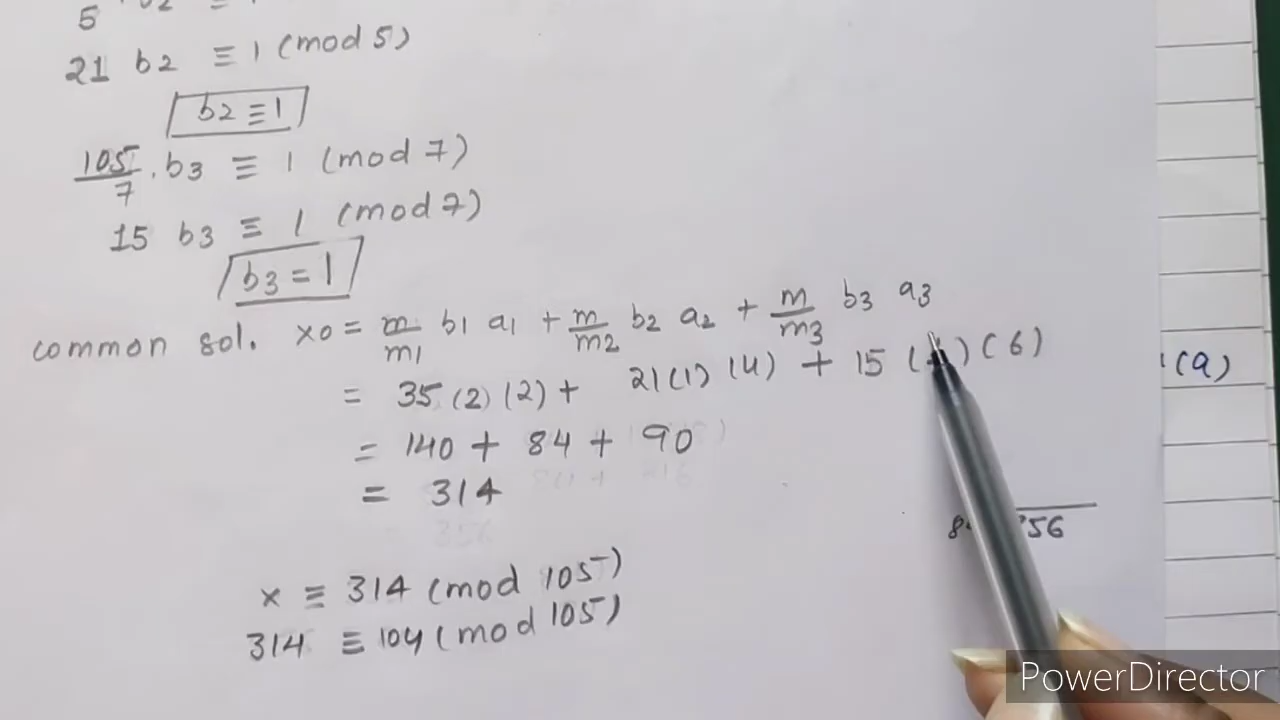 5
21 b2 ≡ 1 (mod 5)
b2 ≡ 1
105/7 . b3 ≡ 1 (mod 7)
15 b3 ≡ 1 (mod 7)
b3 = 1
common sol. x0 = m/m1 b1 a1 + m/m2 b2 a2 + m/m3 b3 a3
= 35 (2) (2) + 21 (1) (4) + 15 ( ) (6)
= 140 + 84 + 90
= 314
x ≡ 314 (mod 105)
314 ≡ 104 (mod 105)
(a)
56
PowerDirector